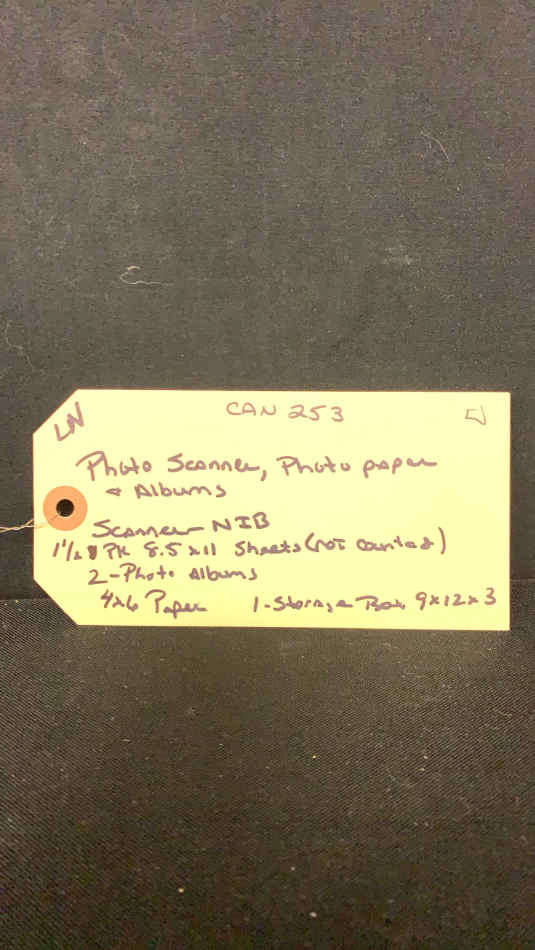 LN
CAN 253
Photo Scanner, Photo paper
& Albums
Scanner NIB
1 1/2 PK 8.5 x 11 Sheets (not counted)
2-Photo Albums
4x6 Paper 1-Storage Box 9x12x3